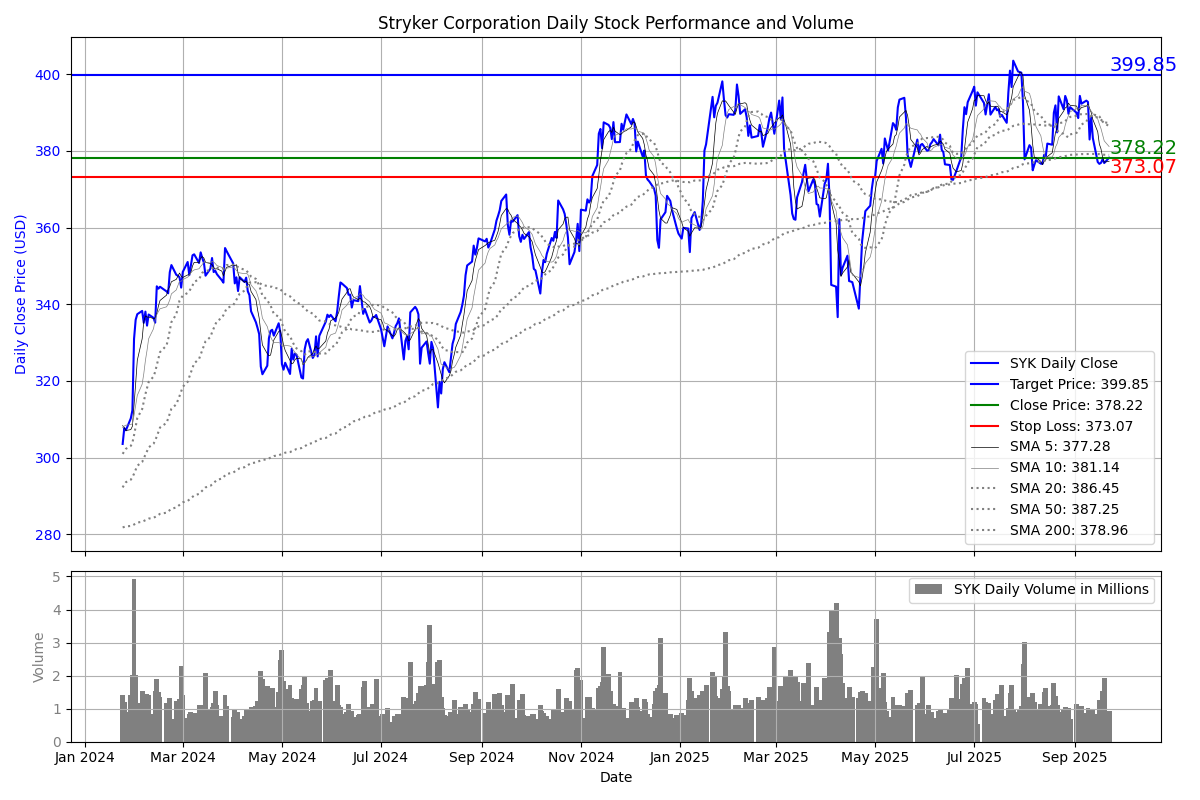 Stryker Corporation Daily Stock Performance and Volume
Daily Close Price (USD)
400
380
360
340
320
300
280
399.85
378.22
373.07
SYK Daily Close
Target Price: 399.85
Close Price: 378.22
Stop Loss: 373.07
SMA 5: 377.28
SMA 10: 381.14
SMA 20: 386.45
SMA 50: 387.25
SMA 200: 378.96
Volume
5
4
3
2
1
0
SYK Daily Volume in Millions
Jan 2024 Mar 2024 May 2024 Jul 2024 Sep 2024 Nov 2024 Jan 2025 Mar 2025 May 2025 Jul 2025 Sep 2025
Date